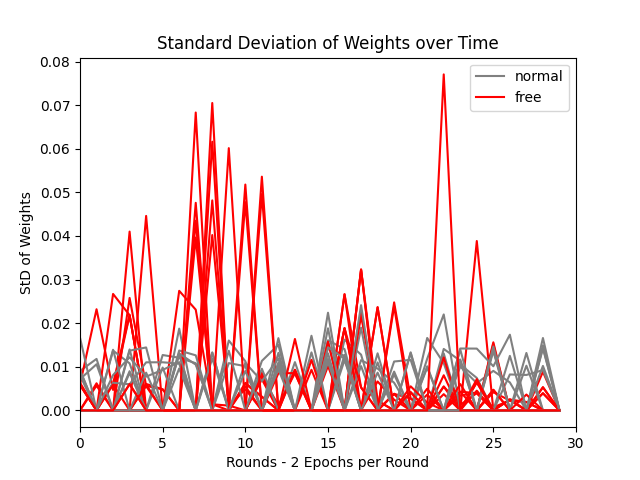 Standard Deviation of Weights over Time
0.08
0.07
0.06
0.05
0.04
0.03
0.02
0.01
0.00
StD of Weights
normal
free
0 5 10 15 20 25 30
Rounds - 2 Epochs per Round